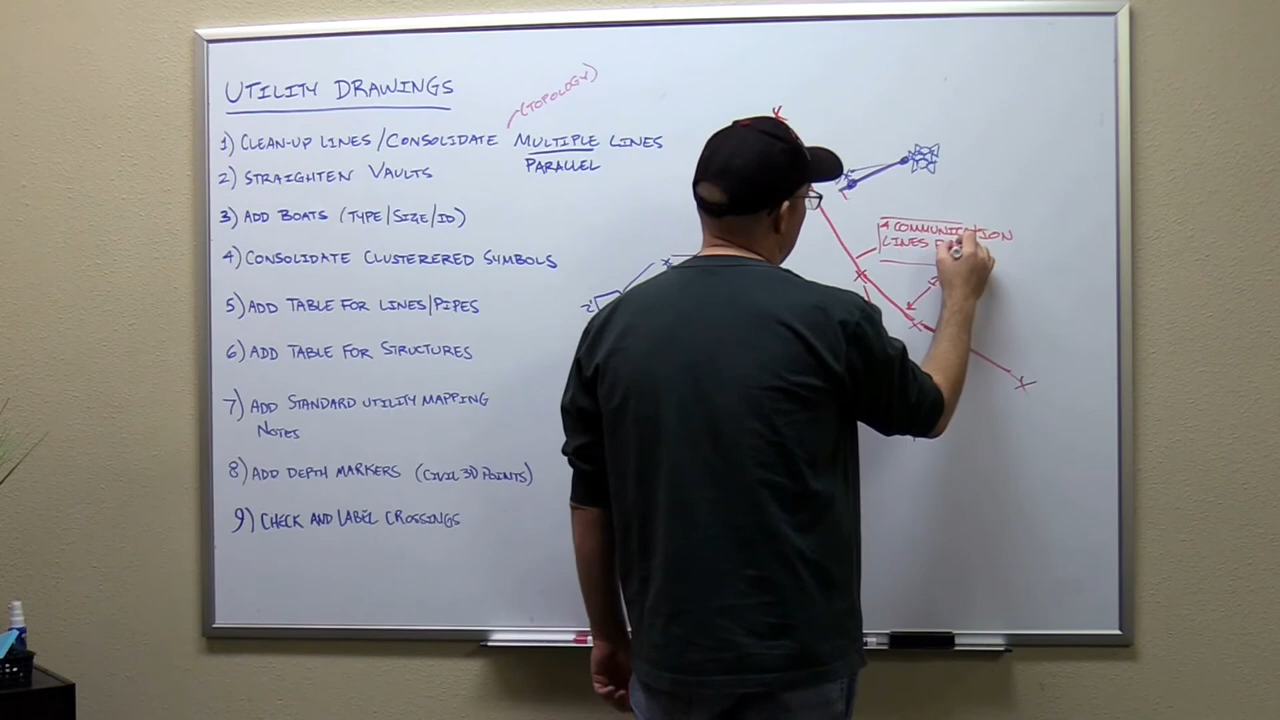 UTILITY DRAWINGS
(TOPOLOGY)
1) CLEAN-UP LINES/CONSOLIDATE MULTIPLE LINES
PARALLEL
2) STRAIGHTEN VAULTS
3) ADD BOATS (TYPE/SIZE/ID)
4) CONSOLIDATE CLUSTERERED SYMBOLS
5) ADD TABLE FOR LINES/PIPES
6) ADD TABLE FOR STRUCTURES
7) ADD STANDARD UTILITY MAPPING
NOTES
8) ADD DEPTH MARKERS (CIVIL 3D POINTS)
9) CHECK AND LABEL CROSSINGS
4 COMMUNICATION
LINES